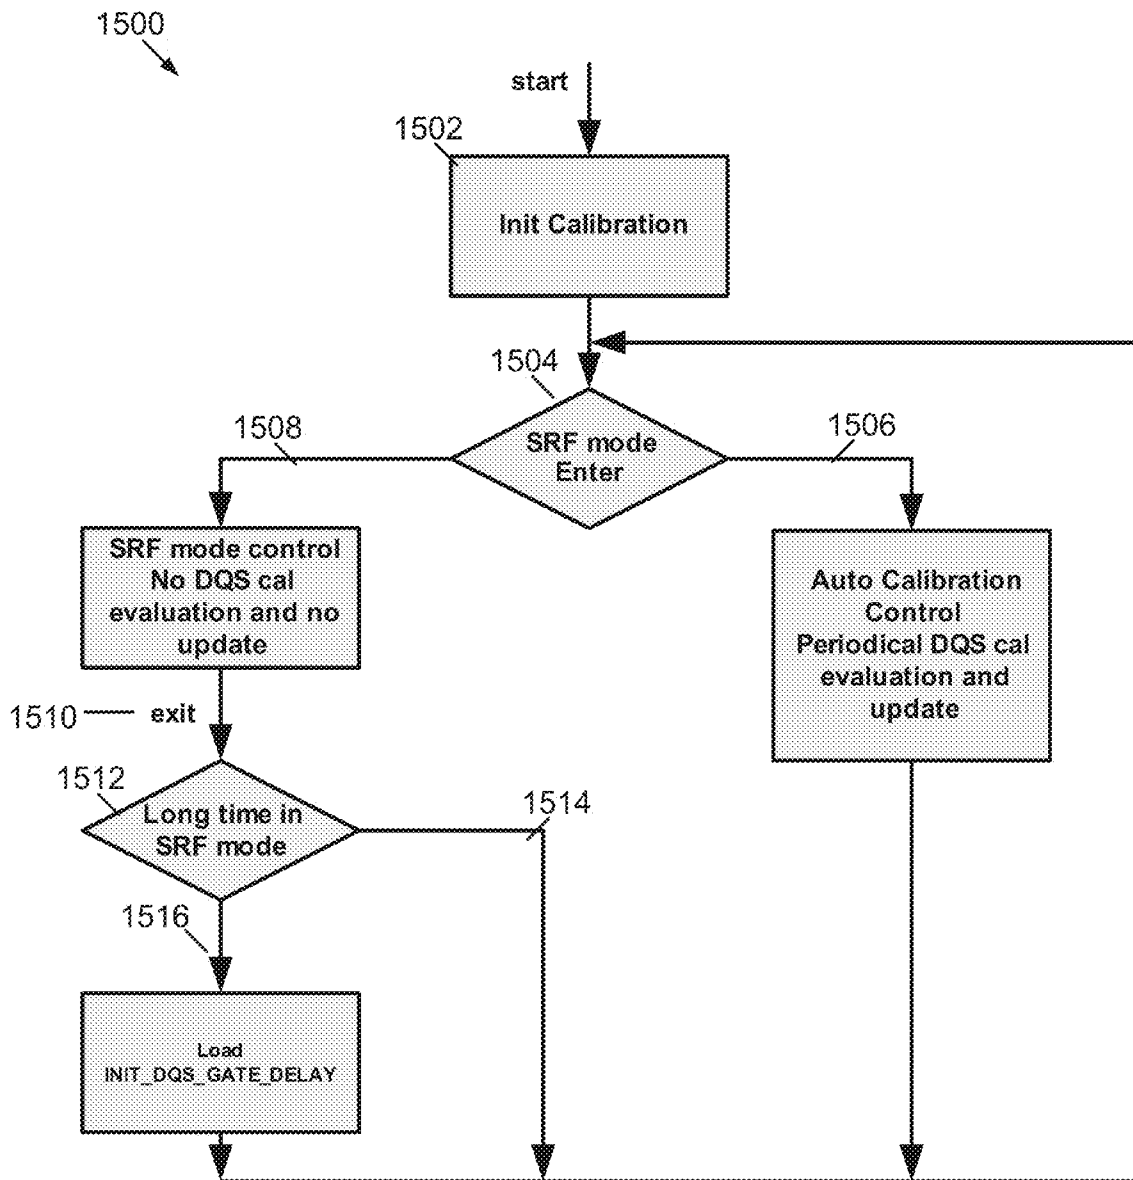 1500
start
1502
Init Calibration
1504
SRF mode
Enter
1508
1506
SRF mode control
No DQS cal
evaluation and no
update
Auto Calibration
Control
Periodical DQS cal
evaluation and
update
1510
exit
1512
Long time in
SRF mode
1514
1516
Load
INIT_DQS_GATE_DELAY